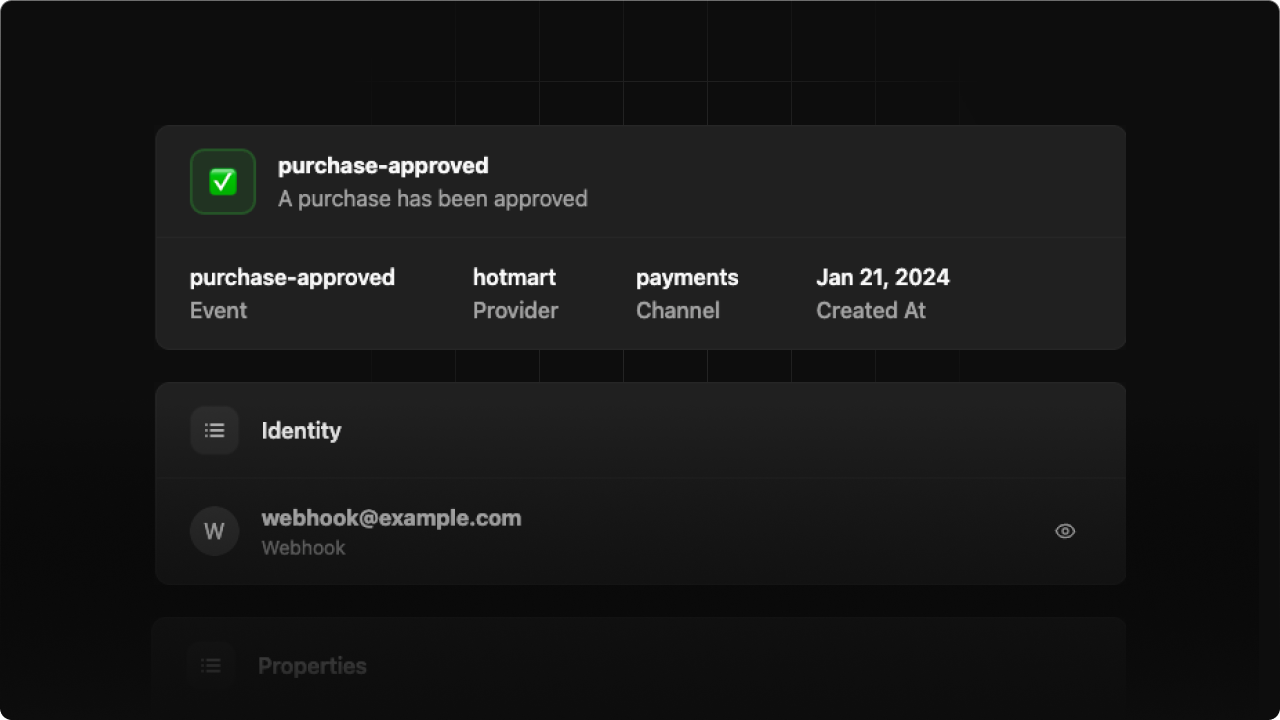 purchase-approved
A purchase has been approved
purchase-approved hotmart payments Jan 21, 2024
Event Provider Channel Created At
Identity
W webhook@example.com
Webhook
Properties